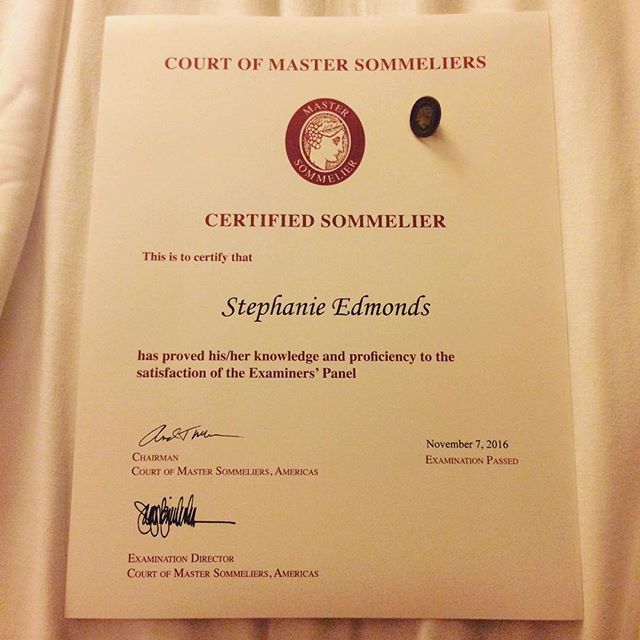 COURT OF MASTER SOMMELIERS
MASTER
SOMMELIER
CERTIFIED SOMMELIER
This is to certify that
Stephanie Edmonds
has proved his/her knowledge and proficiency to the
satisfaction of the Examiners' Panel
CHAIRMAN
COURT OF MASTER SOMMELIERS, AMERICAS
November 7, 2016
EXAMINATION PASSED
EXAMINATION DIRECTOR
COURT OF MASTER SOMMELIERS, AMERICAS